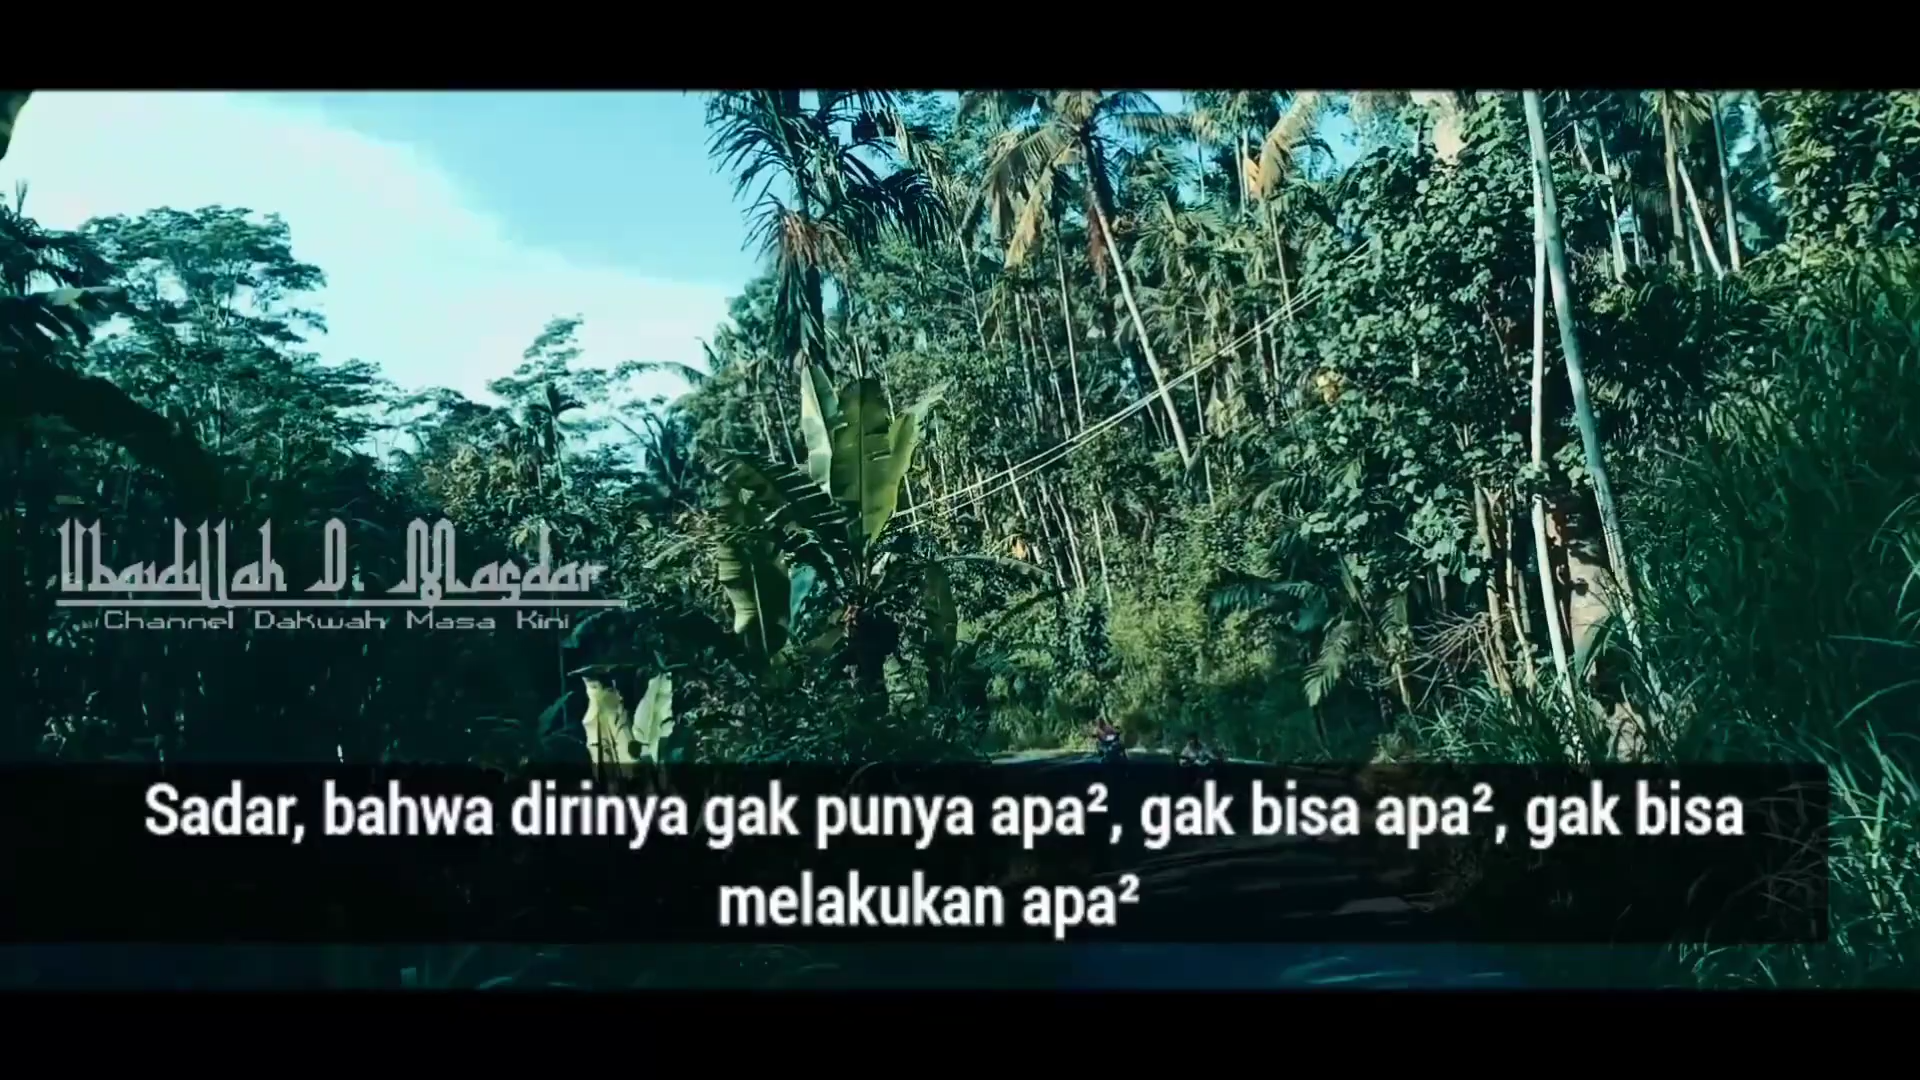 Ubaidillah D. Masdar
Channel Dakwah Masa Kini
Sadar, bahwa dirinya gak punya apa², gak bisa apa², gak bisa
melakukan apa²